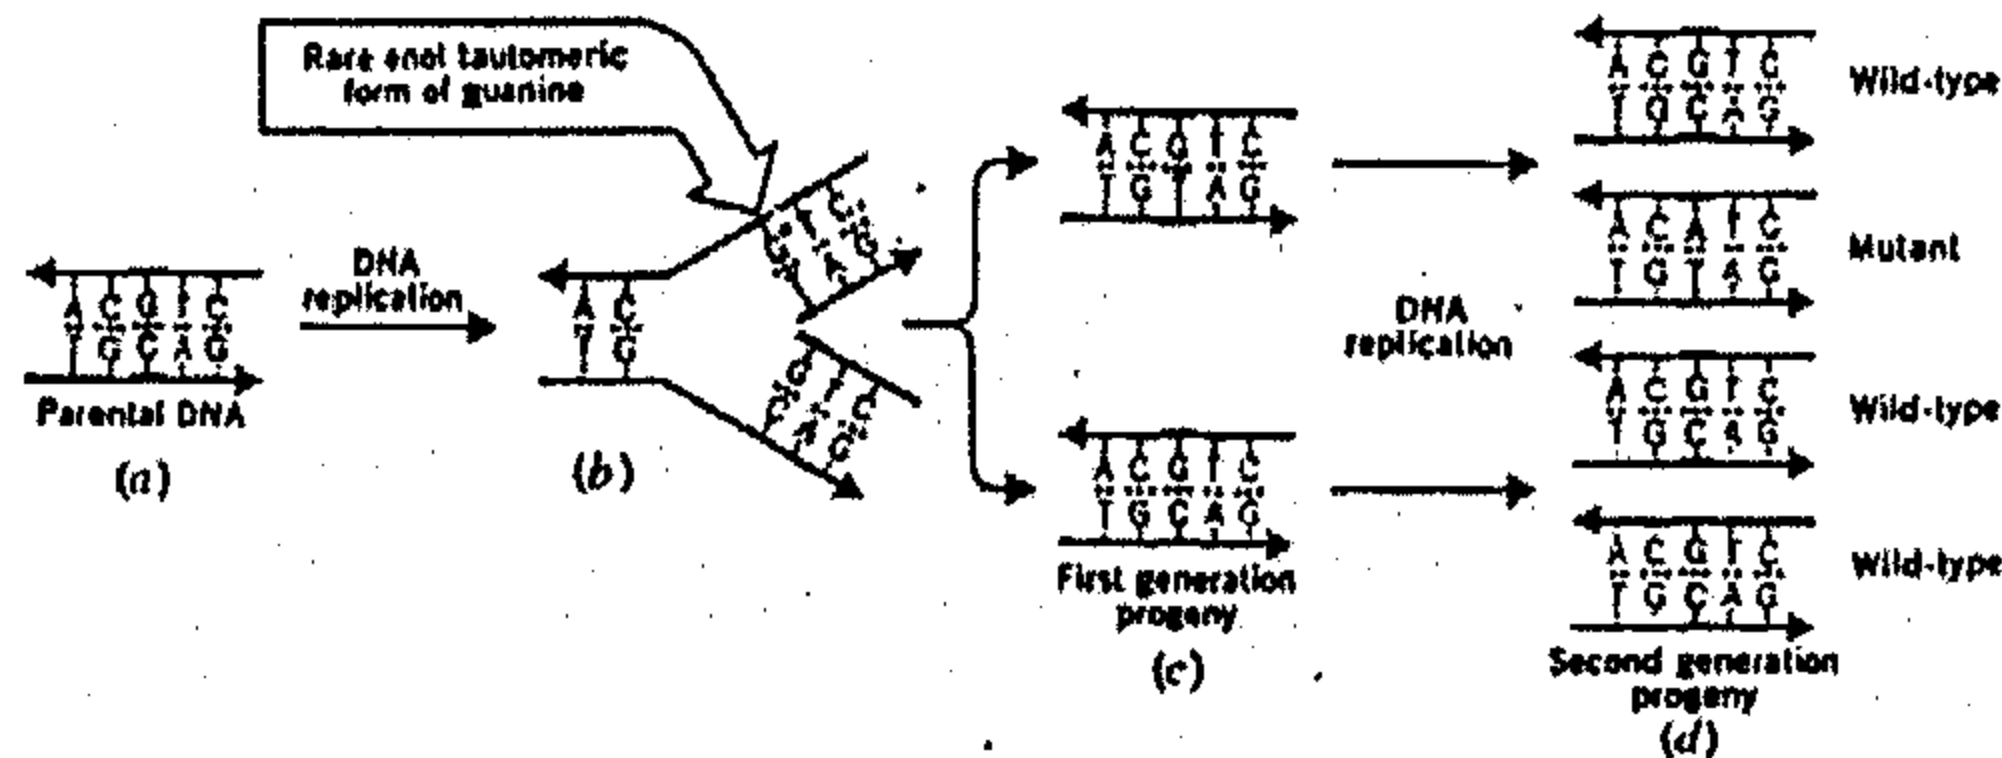 Rare enol tautomeric
form of guanine
A C G T C
T G C A G
Parental DNA
(a)
DNA
replication
A C
T G
G T C
T A G
G T C
C A G
(b)
A C G T C
T G T A G
A C G T C
T G C A G
First generation
progeny
(c)
DNA
replication
A C G T C
T G C A G
Wild-type
A C A T C
T G T A G
Mutant
A C G T C
T G C A G
Wild-type
A C G T C
T G C A G
Wild-type
Second generation
progeny
(d)